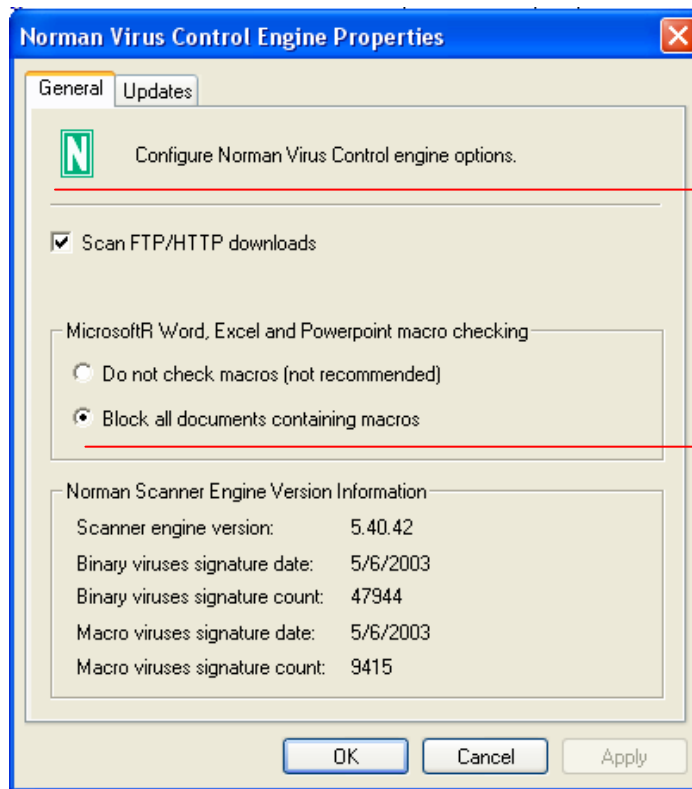 Norman Virus Control Engine Properties
General Updates
N Configure Norman Virus Control engine options.
Scan FTP/HTTP downloads
MicrosoftR Word, Excel and Powerpoint macro checking
Do not check macros (not recommended)
Block all documents containing macros
Norman Scanner Engine Version Information
Scanner engine version: 5.40.42
Binary viruses signature date: 5/6/2003
Binary viruses signature count: 47944
Macro viruses signature date: 5/6/2003
Macro viruses signature count: 9415
OK Cancel Apply